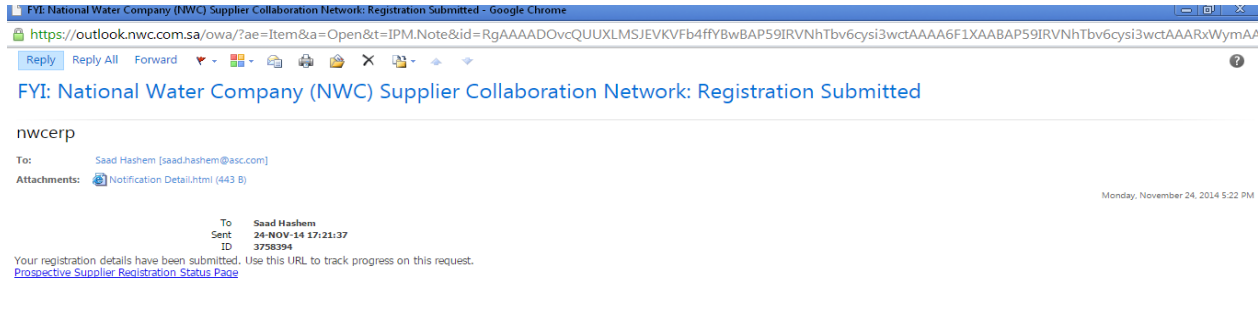 FYI: National Water Company (NWC) Supplier Collaboration Network: Registration Submitted - Google Chrome
https://outlook.nwc.com.sa/owa/?ae=Item&a=Open&t=IPM.Note&id=RgAAAADOvcQUUXLMSJEVKVFb4ffYBwBAP59IRVNhTbv6cysi3wctAAAA6F1XAABAP59IRVNhTbv6cysi3wctAAARxWymAA
Reply Reply All Forward
FYI: National Water Company (NWC) Supplier Collaboration Network: Registration Submitted
nwcerp
To: Saad Hashem [saad.hashem@asc.com]
Attachments: Notification Detail.html (443 B)
Monday, November 24, 2014 5:22 PM
To Saad Hashem
Sent 24-NOV-14 17:21:37
ID 3758394
Your registration details have been submitted. Use this URL to track progress on this request.
Prospective Supplier Registration Status Page